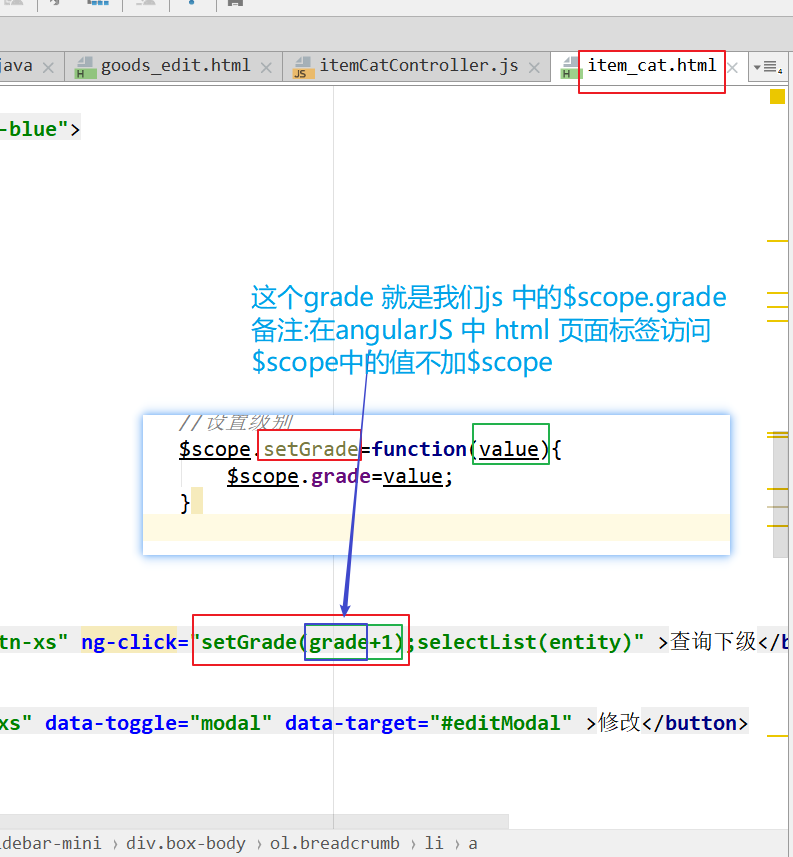 java
goods_edit.html
itemCatController.js
item_cat.html
-blue">
这个grade 就是我们js 中的$scope.grade
备注:在angularJS 中 html 页面标签访问
$scope中的值不加$scope
//设置级别
$scope.setGrade=function(value){
$scope.grade=value;
}
tn-xs" ng-click="setGrade(grade+1);selectList(entity)" >查询下级</b
xs" data-toggle="modal" data-target="#editModal" >修改</button>
debar-mini › div.box-body › ol.breadcrumb › li › a